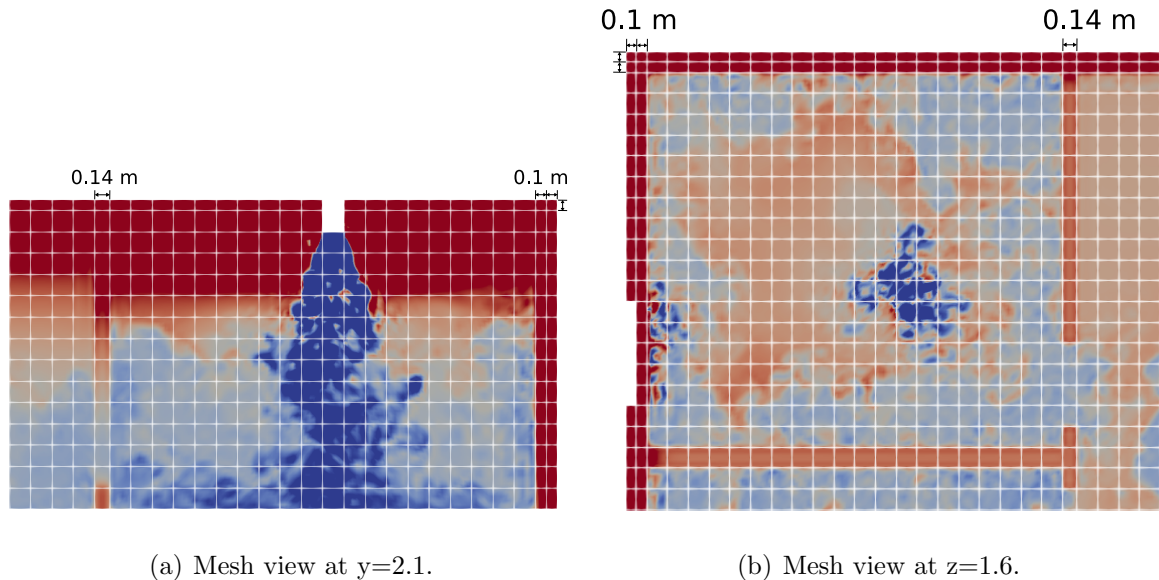 0.14 m
0.1 m
0.1 m
0.14 m
(a) Mesh view at y=2.1.
(b) Mesh view at z=1.6.